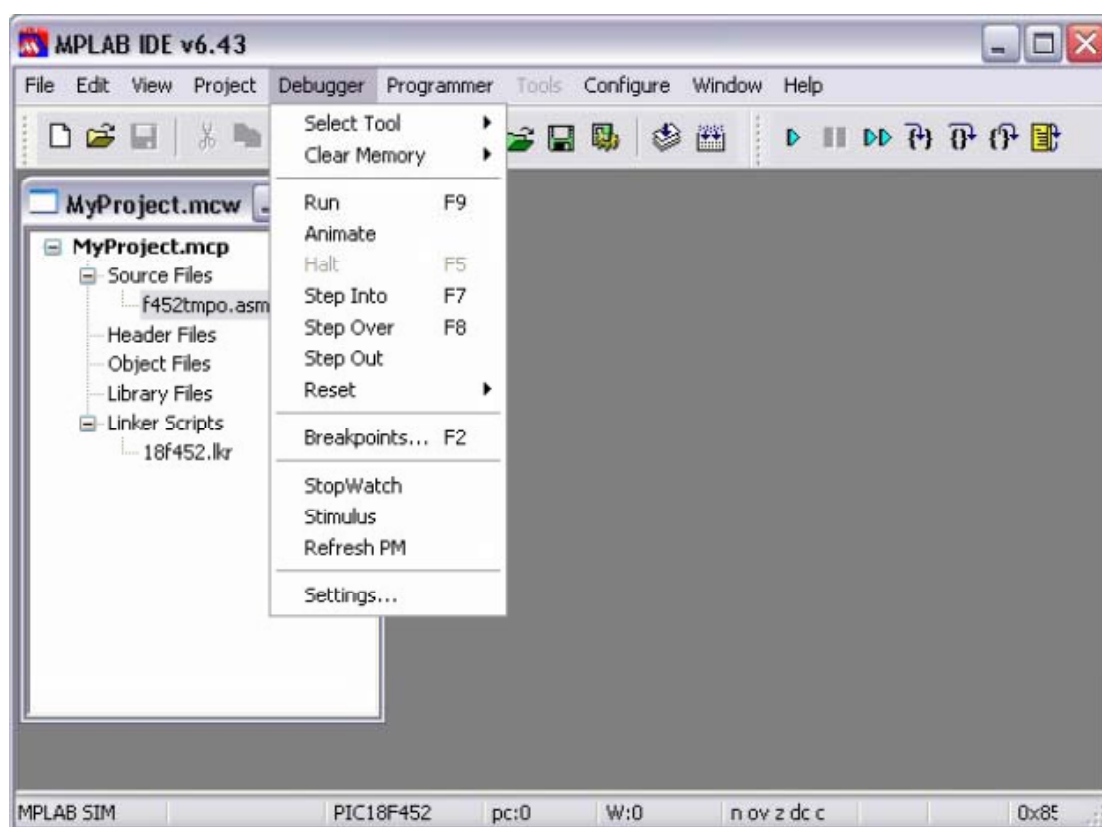 MPLAB IDE v6.43
File Edit View Project Debugger Programmer Tools Configure Window Help
MyProject.mcw
MyProject.mcp
Source Files
f452tmpo.asm
Header Files
Object Files
Library Files
Linker Scripts
18f452.lkr
Select Tool
Clear Memory
Run F9
Animate
Halt F5
Step Into F7
Step Over F8
Step Out
Reset
Breakpoints... F2
StopWatch
Stimulus
Refresh PM
Settings...
MPLAB SIM PIC18F452 pc:0 W:0 n ov z dc c 0x85